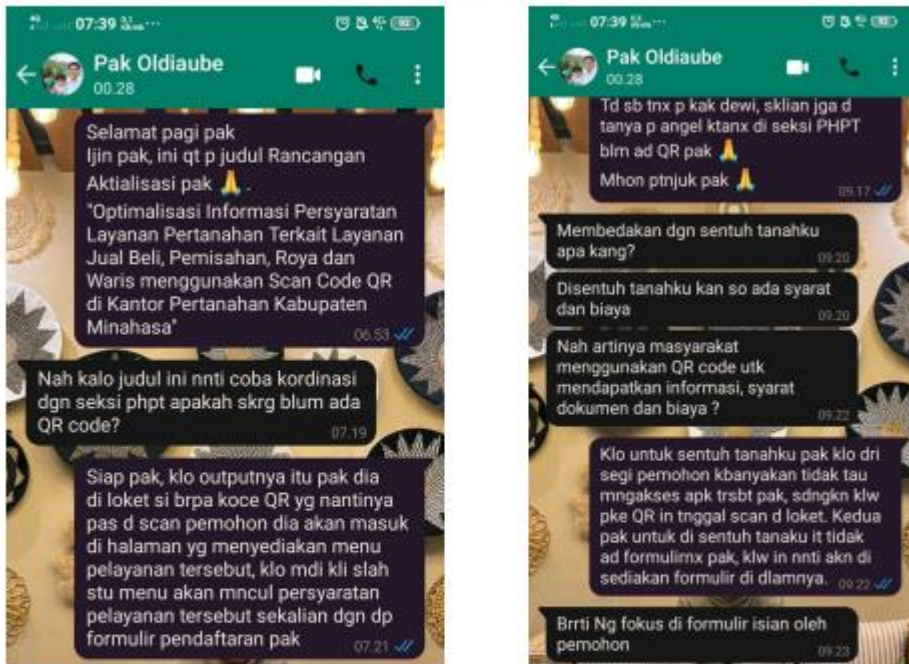 07:39
Pak Oldiaube
00.28
Selamat pagi pak
Ijin pak, ini qt p judul Rancangan
Aktialisasi pak 🙏 .
"Optimalisasi Informasi Persyaratan
Layanan Pertanahan Terkait Layanan
Jual Beli, Pemisahan, Roya dan
Waris menggunakan Scan Code QR
di Kantor Pertanahan Kabupaten
Minahasa"
06.53
Nah kalo judul ini nnti coba kordinasi
dgn seksi phpt apakah skrg blum ada
QR code?
07.19
Siap pak, klo outputnya itu pak dia
di loket si brpa koce QR yg nantinya
pas d scan pemohon dia akan masuk
di halaman yg menyediakan menu
pelayanan tersebut, klo mdi kli slah
stu menu akan mncul persyaratan
pelayanan tersebut sekalian dgn dp
formulir pendaftaran pak
07.21
07:39
Pak Oldiaube
00.28
Td sb tnx p kak dewi, sklian jga d
tanya p angel ktanx di seksi PHPT
blm ad QR pak 🙏
Mhon ptnjuk pak 🙏
09.17
Membedakan dgn sentuh tanahku
apa kang?
09.20
Disentuh tanahku kan so ada syarat
dan biaya
09.20
Nah artinya masyarakat
menggunakan QR code utk
mendapatkan informasi, syarat
dokumen dan biaya ?
09.22
Klo untuk sentuh tanahku pak klo dri
segi pemohon kbanyakan tidak tau
mngakses apk trsbt pak, sdngkn klw
pke QR in tnggal scan d loket. Kedua
pak untuk di sentuh tanaku it tidak
ad formulirnx pak, klw in nnti akn di
sediakan formulir di dlamnya.
09.22
Brrti Ng fokus di formulir isian oleh
pemohon
09.23